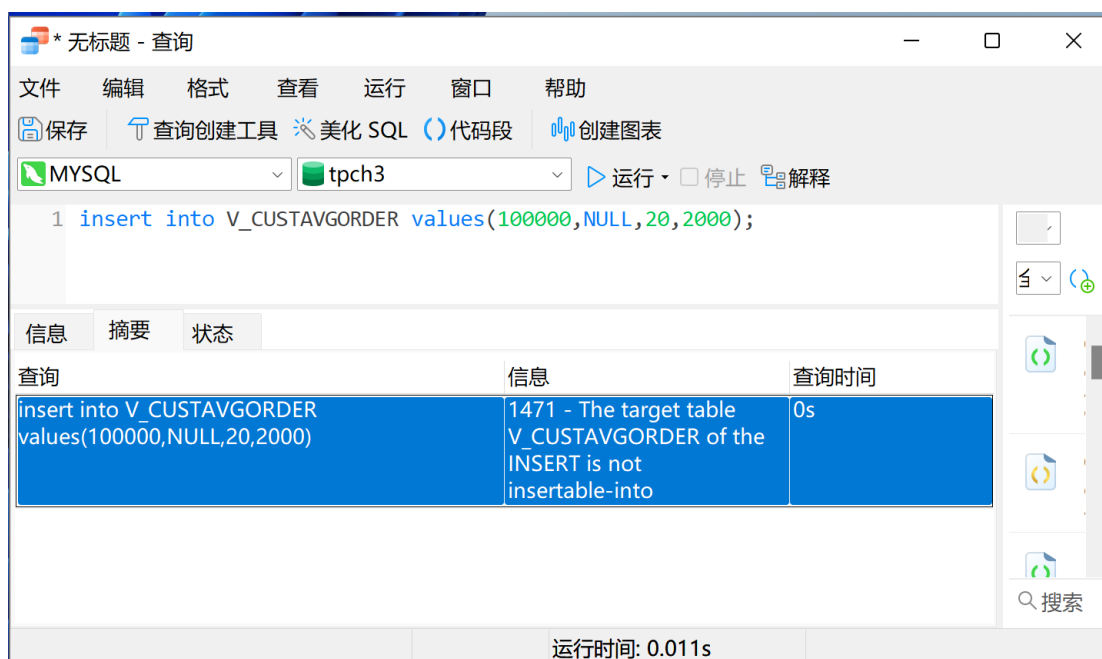 * 无标题 - 查询
文件 编辑 格式 查看 运行 窗口 帮助
保存 查询创建工具 美化 SQL 代码段 创建图表
MYSQL tpch3 运行 停止 解释
1 insert into V_CUSTAVGORDER values(100000,NULL,20,2000);
信息 摘要 状态
查询 信息 查询时间
insert into V_CUSTAVGORDER
values(100000,NULL,20,2000)
1471 - The target table
V_CUSTAVGORDER of the
INSERT is not
insertable-into
0s
搜索
运行时间: 0.011s